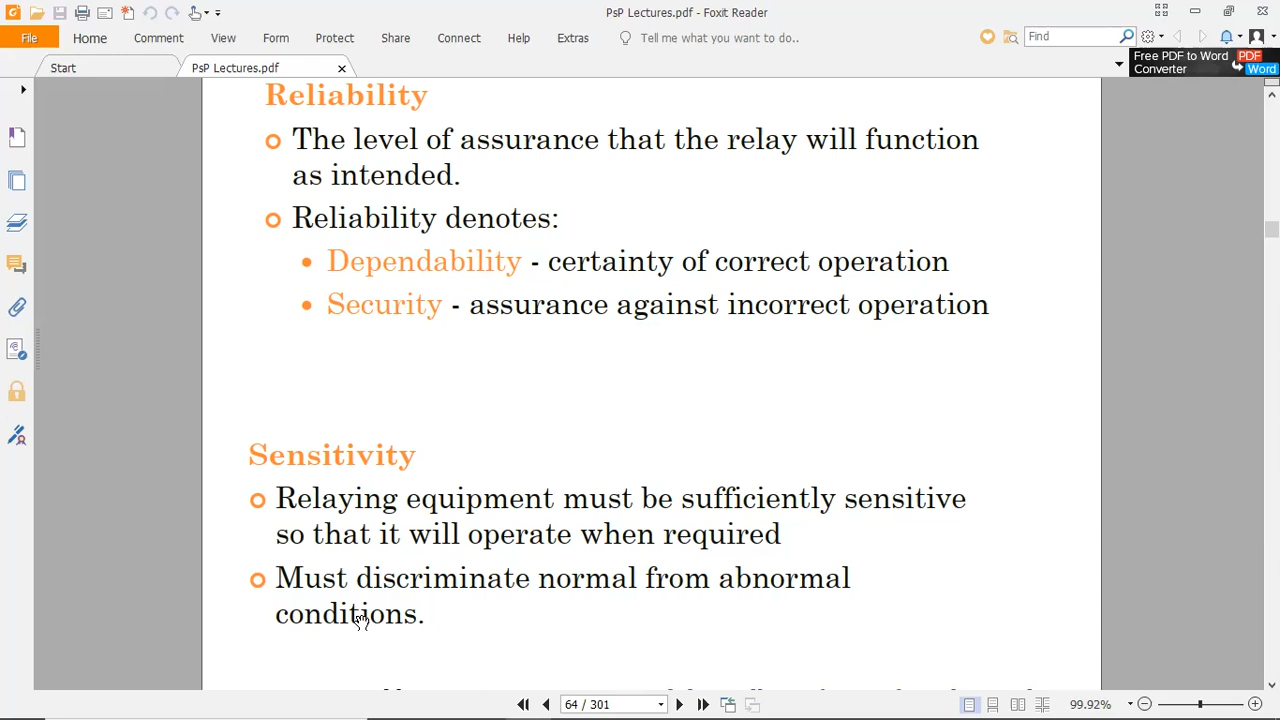 PsP Lectures.pdf - Foxit Reader
File Home Comment View Form Protect Share Connect Help Extras Tell me what you want to do.. Find
Start PsP Lectures.pdf
Free PDF to Word
Converter
PDF
Word
Reliability
The level of assurance that the relay will function
as intended.
Reliability denotes:
Dependability - certainty of correct operation
Security - assurance against incorrect operation
Sensitivity
Relaying equipment must be sufficiently sensitive
so that it will operate when required
Must discriminate normal from abnormal
conditions.
64 / 301
99.92%